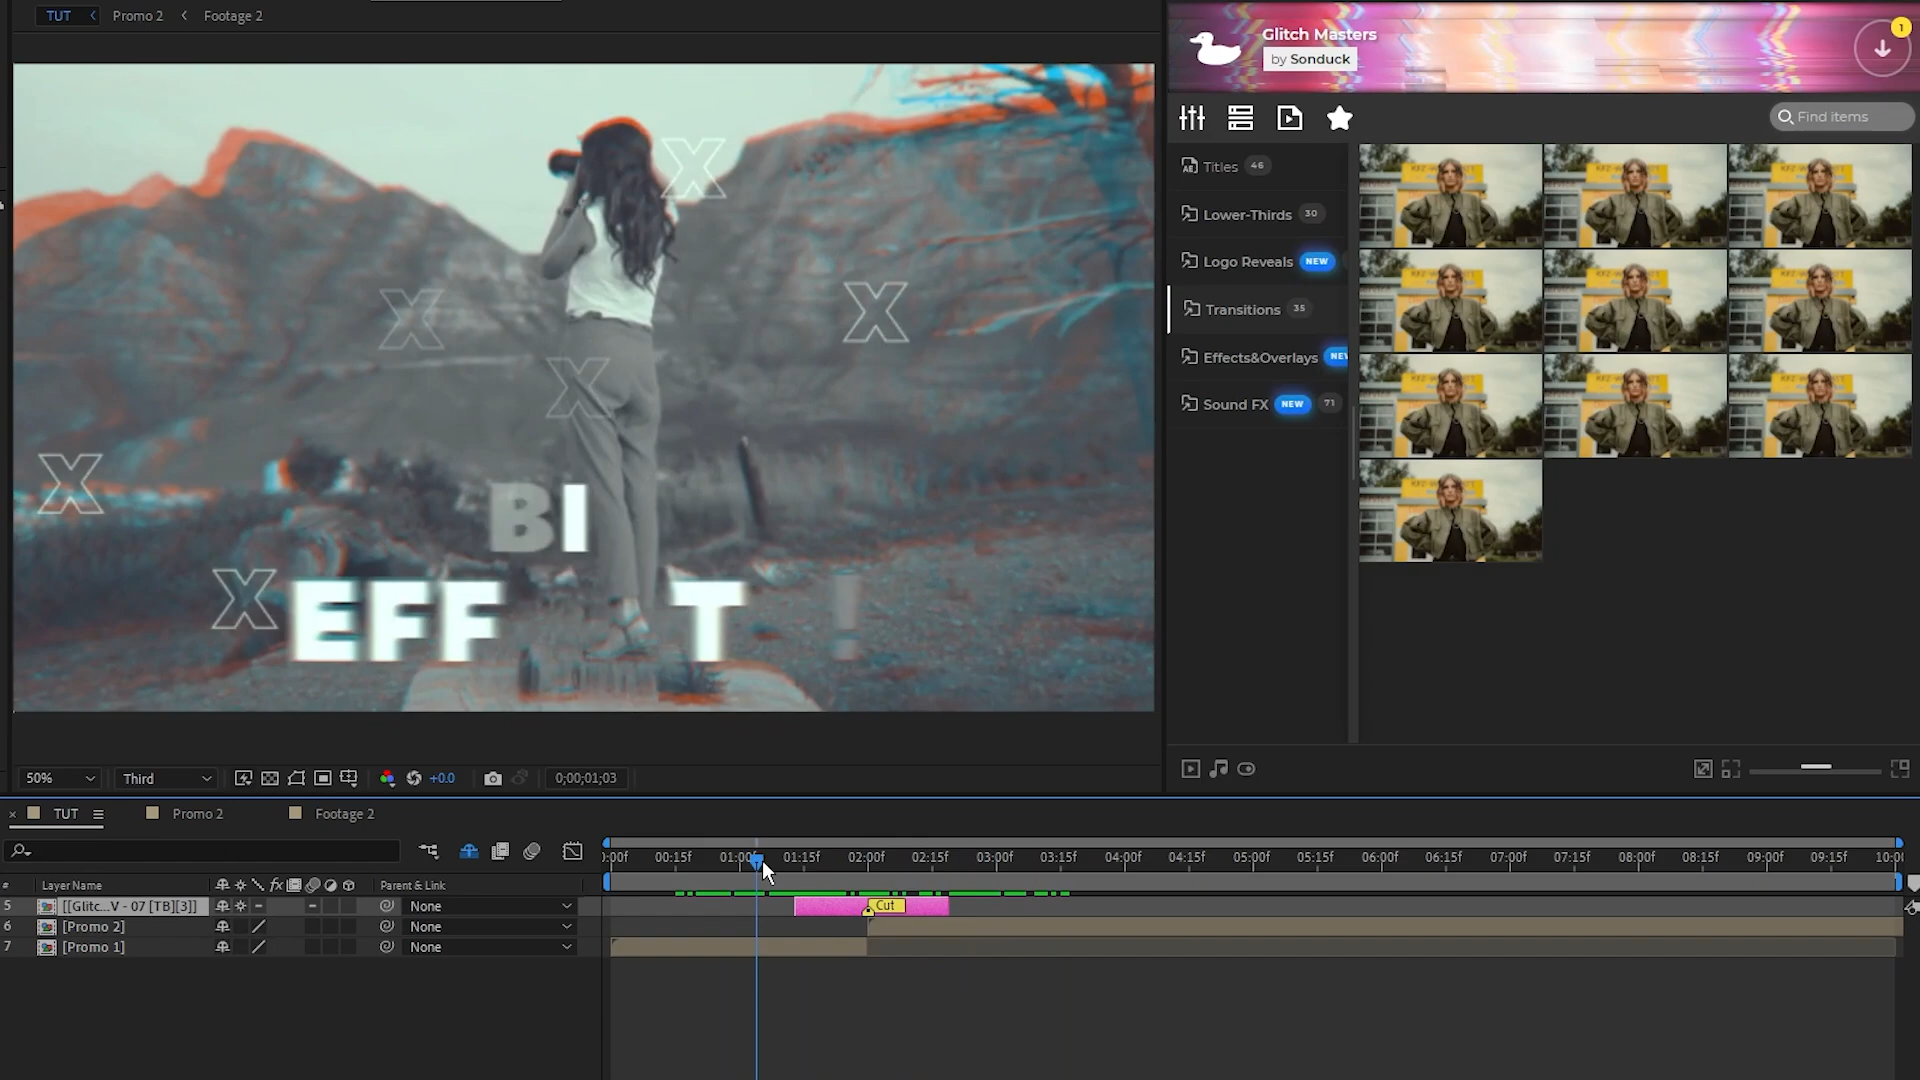 TUT
Promo 2
Footage 2
Glitch Masters
by Sonduck
1
Find items
Titles 46
Lower-Thirds 30
Logo Reveals NEW
Transitions 35
Effects&Overlays NEW
Sound FX NEW 71
X
X
X
X
X
X
BI
EFF T !
50%
Third
+0.0
0;00;01;03
TUT
Promo 2
Footage 2
:00f 00:15f 01:00f 01:15f 02:00f 02:15f 03:00f 03:15f 04:00f 04:15f 05:00f 05:15f 06:00f 06:15f 07:00f 07:15f 08:00f 08:15f 09:00f 09:15f 10:00
# Layer Name fx Parent & Link
5 [[Glitc...V - 07 [TB][3]] None Cut
6 [Promo 2] None
7 [Promo 1] None